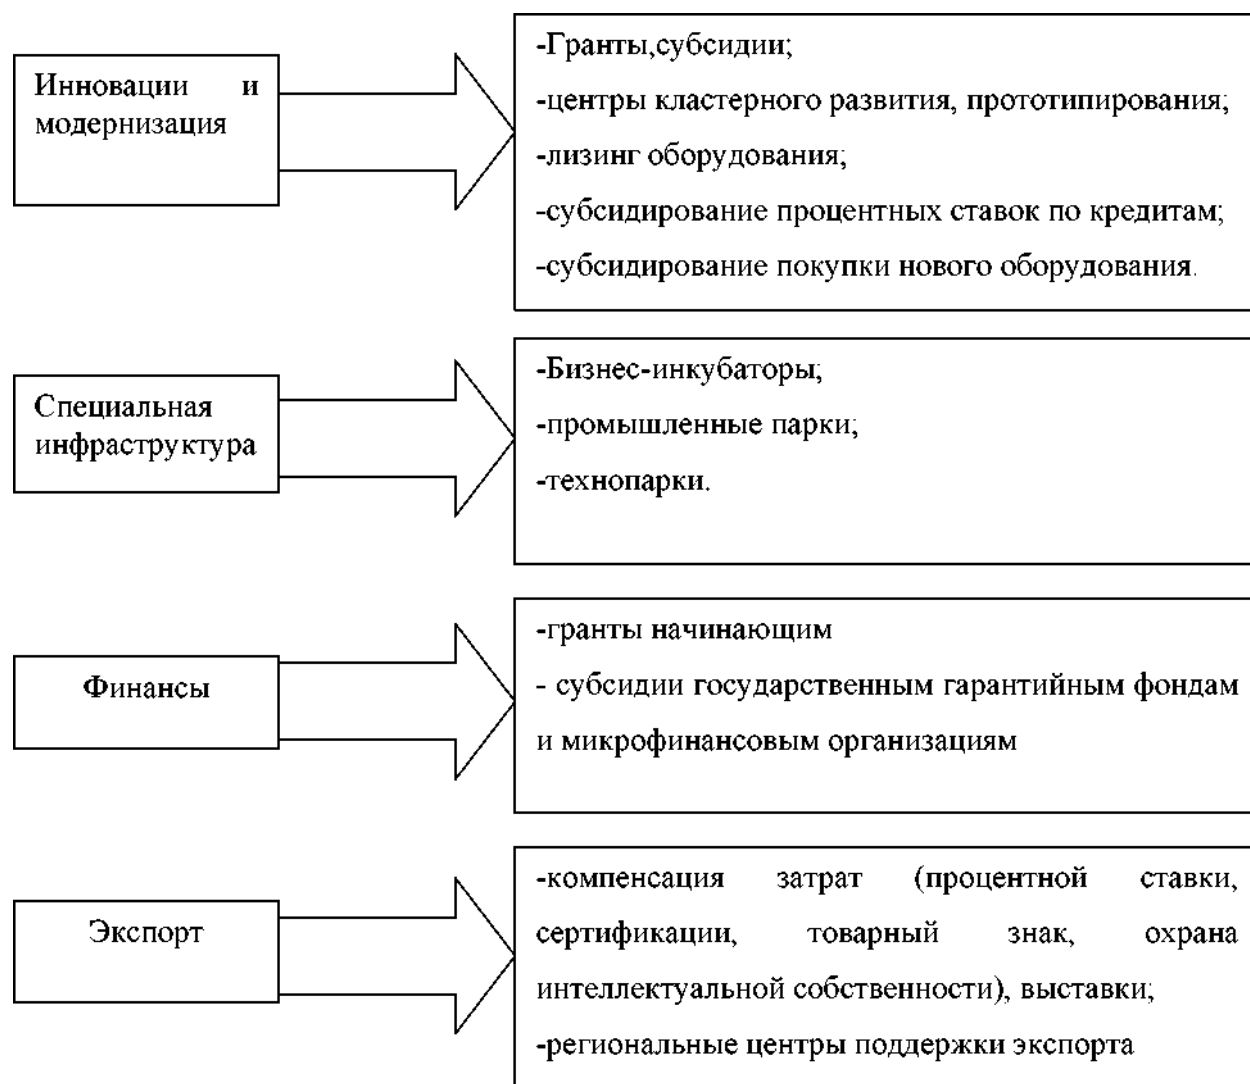 Инновации и
модернизация
-Гранты,субсидии;
-центры кластерного развития, прототипирования;
-лизинг оборудования;
-субсидирование процентных ставок по кредитам;
-субсидирование покупки нового оборудования.
Специальная
инфраструктура
-Бизнес-инкубаторы;
-промышленные парки;
-технопарки.
Финансы
-гранты начинающим
- субсидии государственным гарантийным фондам
и микрофинансовым организациям
Экспорт
-компенсация затрат (процентной ставки,
сертификации, товарный знак, охрана
интеллектуальной собственности), выставки;
-региональные центры поддержки экспорта